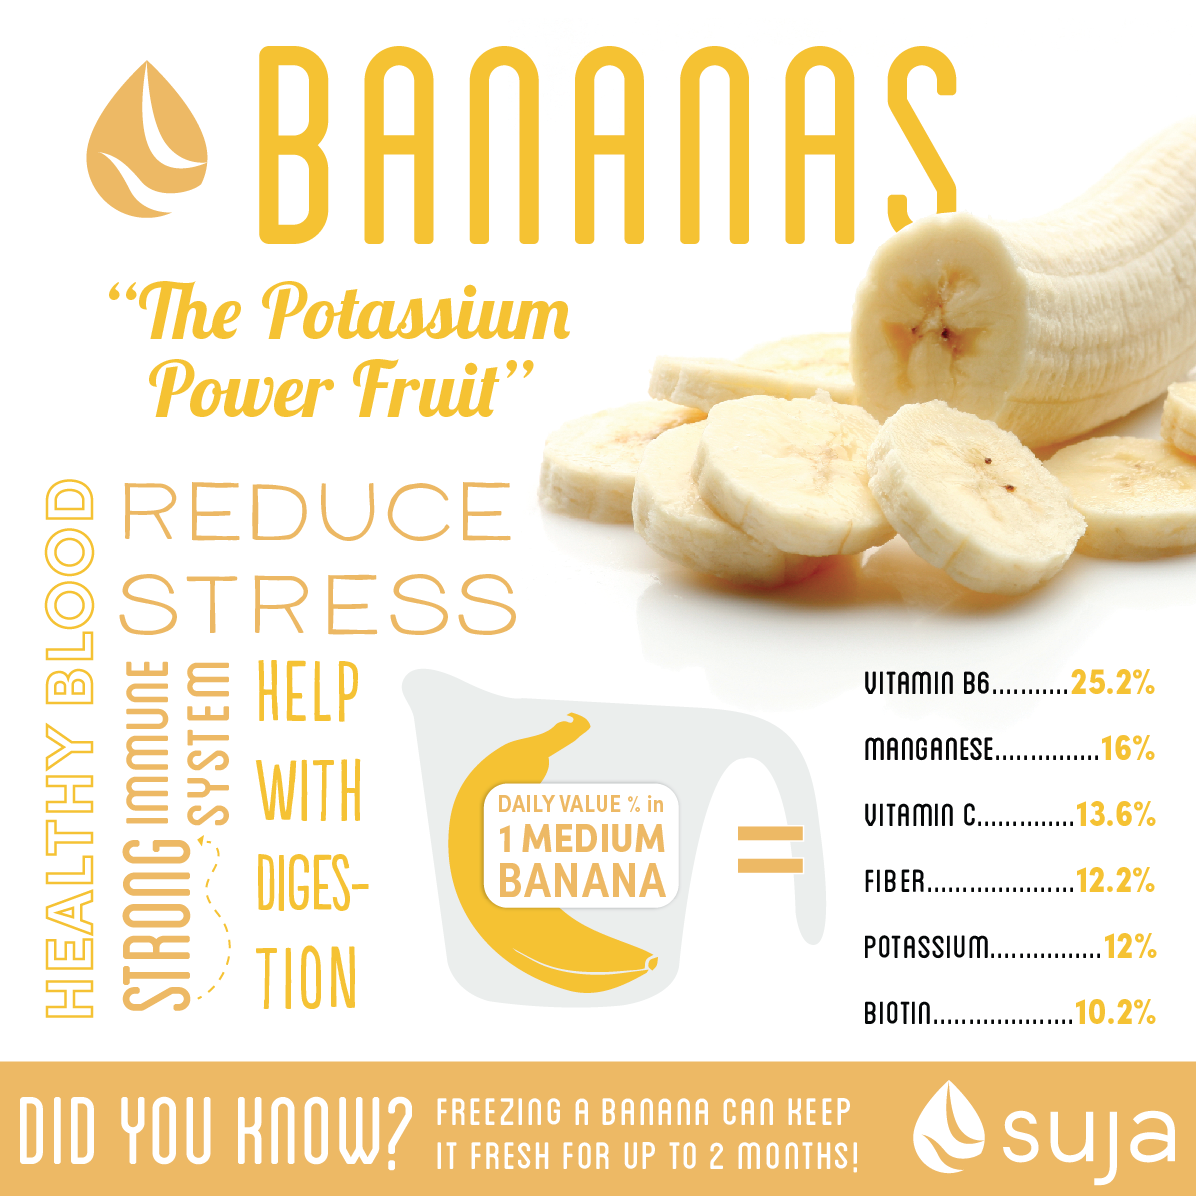 BANANAS
“The Potassium
Power Fruit”
HEALTHY BLOOD
REDUCE
STRESS
STRONG IMMUNE
SYSTEM
HELP
WITH
DIGES-
TION
DAILY VALUE % in
1 MEDIUM
BANANA
=
VITAMIN B6...........25.2%
MANGANESE...............16%
VITAMIN C..............13.6%
FIBER.....................12.2%
POTASSIUM................12%
BIOTIN....................10.2%
DID YOU KNOW?
FREEZING A BANANA CAN KEEP
IT FRESH FOR UP TO 2 MONTHS!
suja